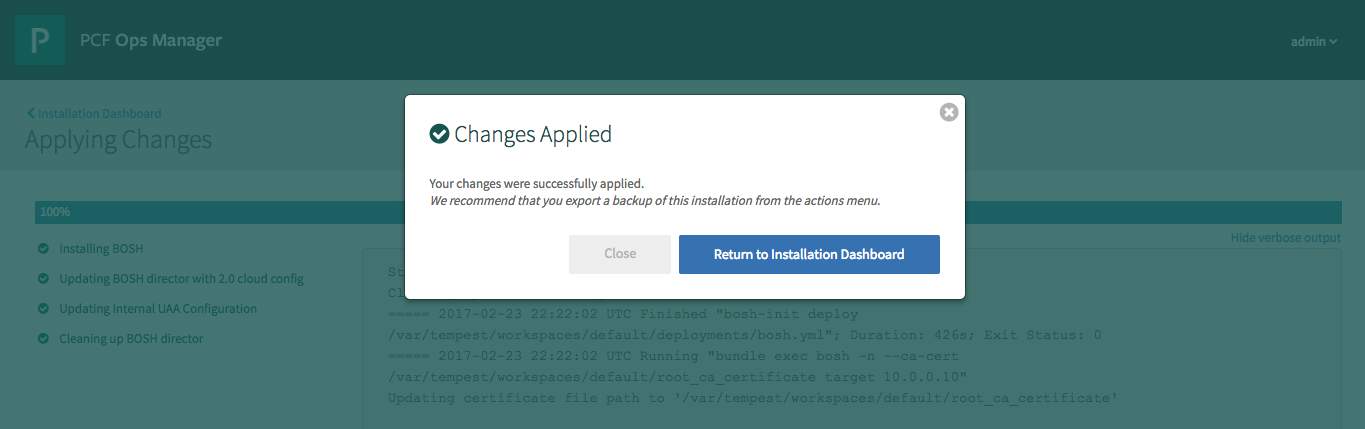 P
PCF Ops Manager
admin
Installation Dashboard
Applying Changes
Changes Applied
Your changes were successfully applied.
We recommend that you export a backup of this installation from the actions menu.
Close
Return to Installation Dashboard
100%
Hide verbose output
Installing BOSH
Updating BOSH director with 2.0 cloud config
Updating Internal UAA Configuration
Cleaning up BOSH director
===== 2017-02-23 22:22:02 UTC Finished "bosh-init deploy
/var/tempest/workspaces/default/deployments/bosh.yml"; Duration: 426s; Exit Status: 0
===== 2017-02-23 22:22:02 UTC Running "bundle exec bosh -n --ca-cert
/var/tempest/workspaces/default/root_ca_certificate target 10.0.0.10"
Updating certificate file path to '/var/tempest/workspaces/default/root_ca_certificate'